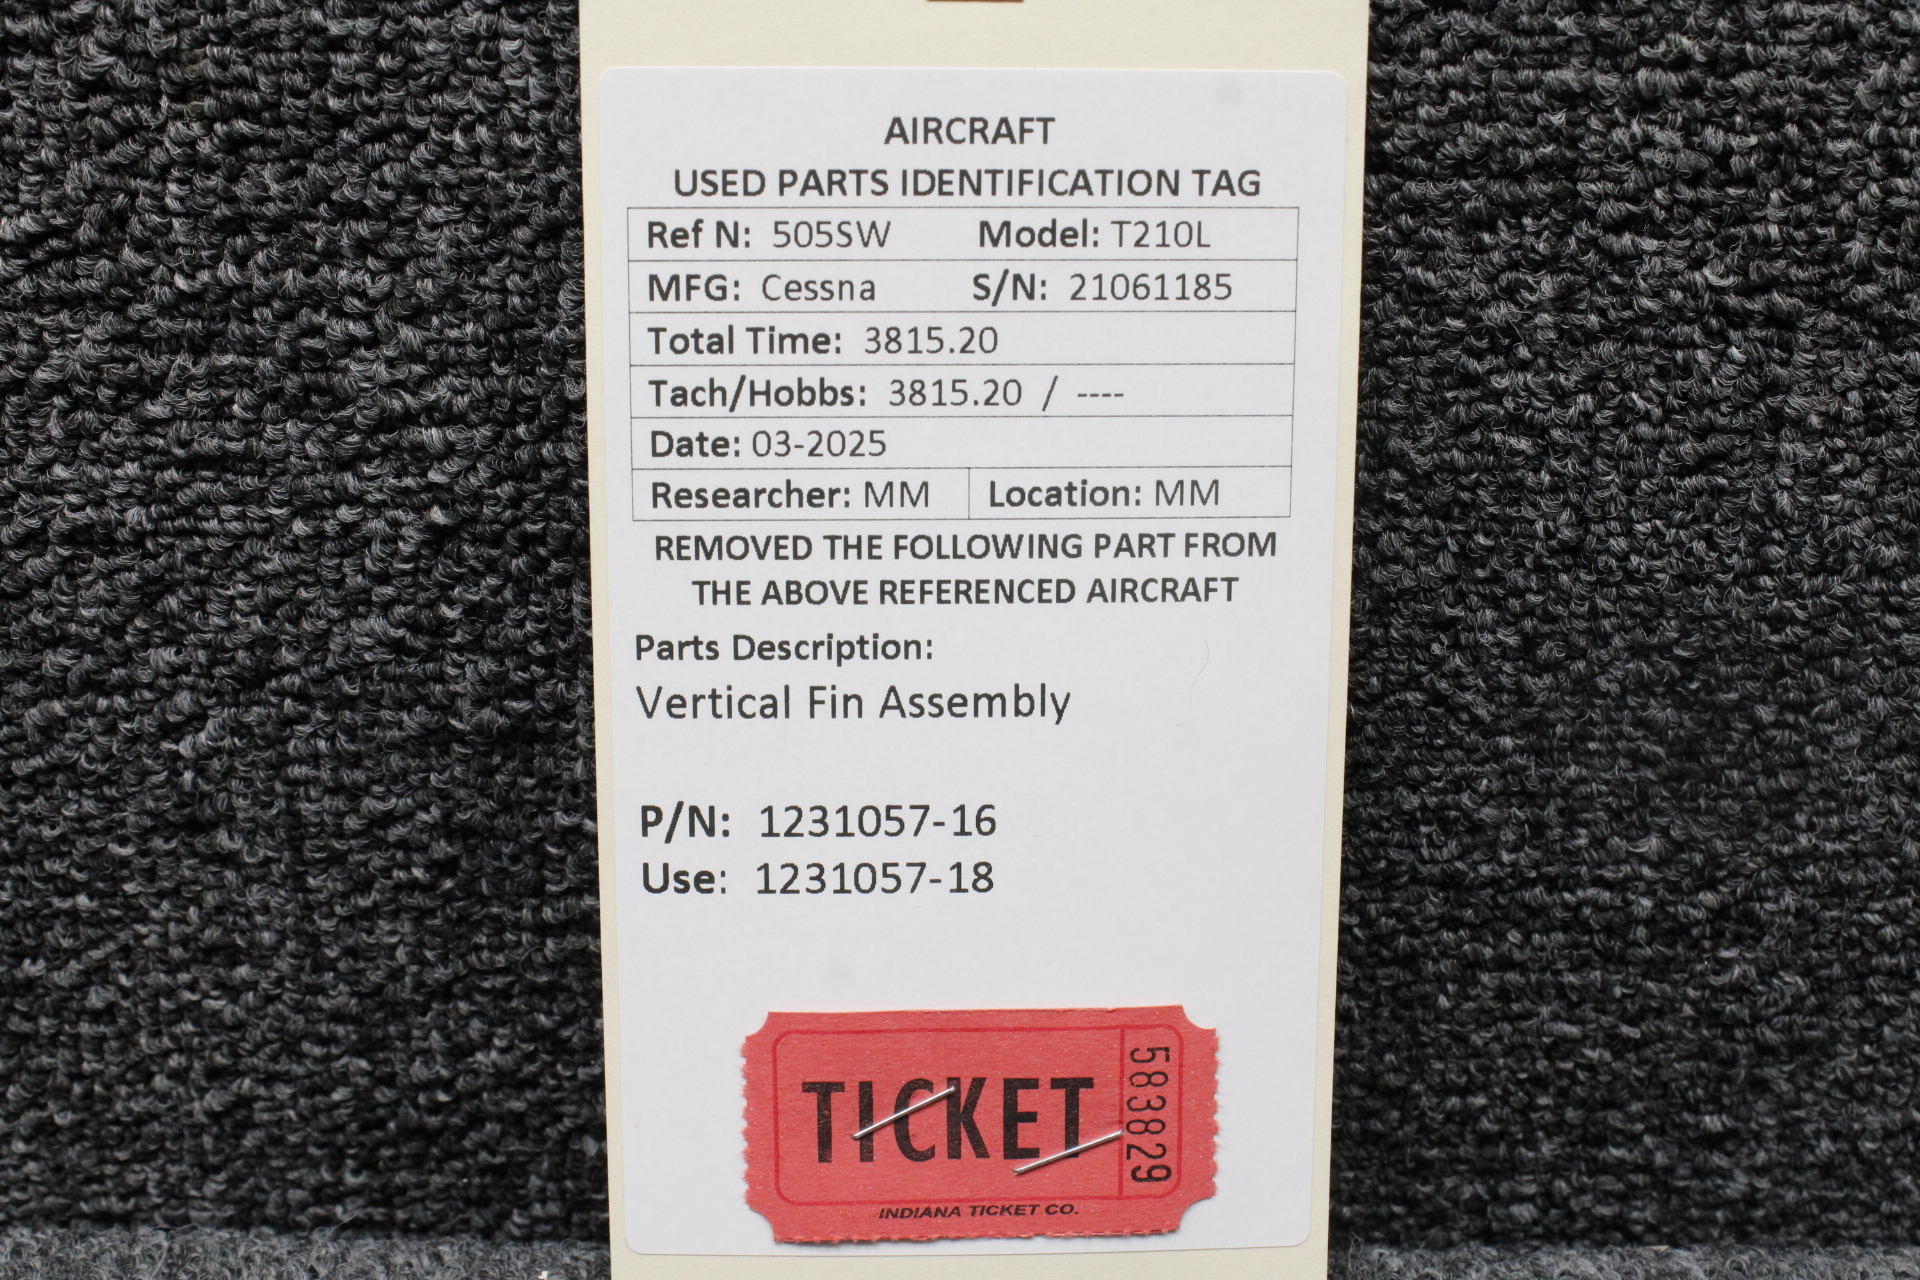 AIRCRAFT
USED PARTS IDENTIFICATION TAG
Ref N: 505SW Model: T210L
MFG: Cessna S/N: 21061185
Total Time: 3815.20
Tach/Hobbs: 3815.20 / ----
Date: 03-2025
Researcher: MM Location: MM
REMOVED THE FOLLOWING PART FROM
THE ABOVE REFERENCED AIRCRAFT
Parts Description:
Vertical Fin Assembly
P/N: 1231057-16
Use: 1231057-18
TICKET
583829
INDIANA TICKET CO.